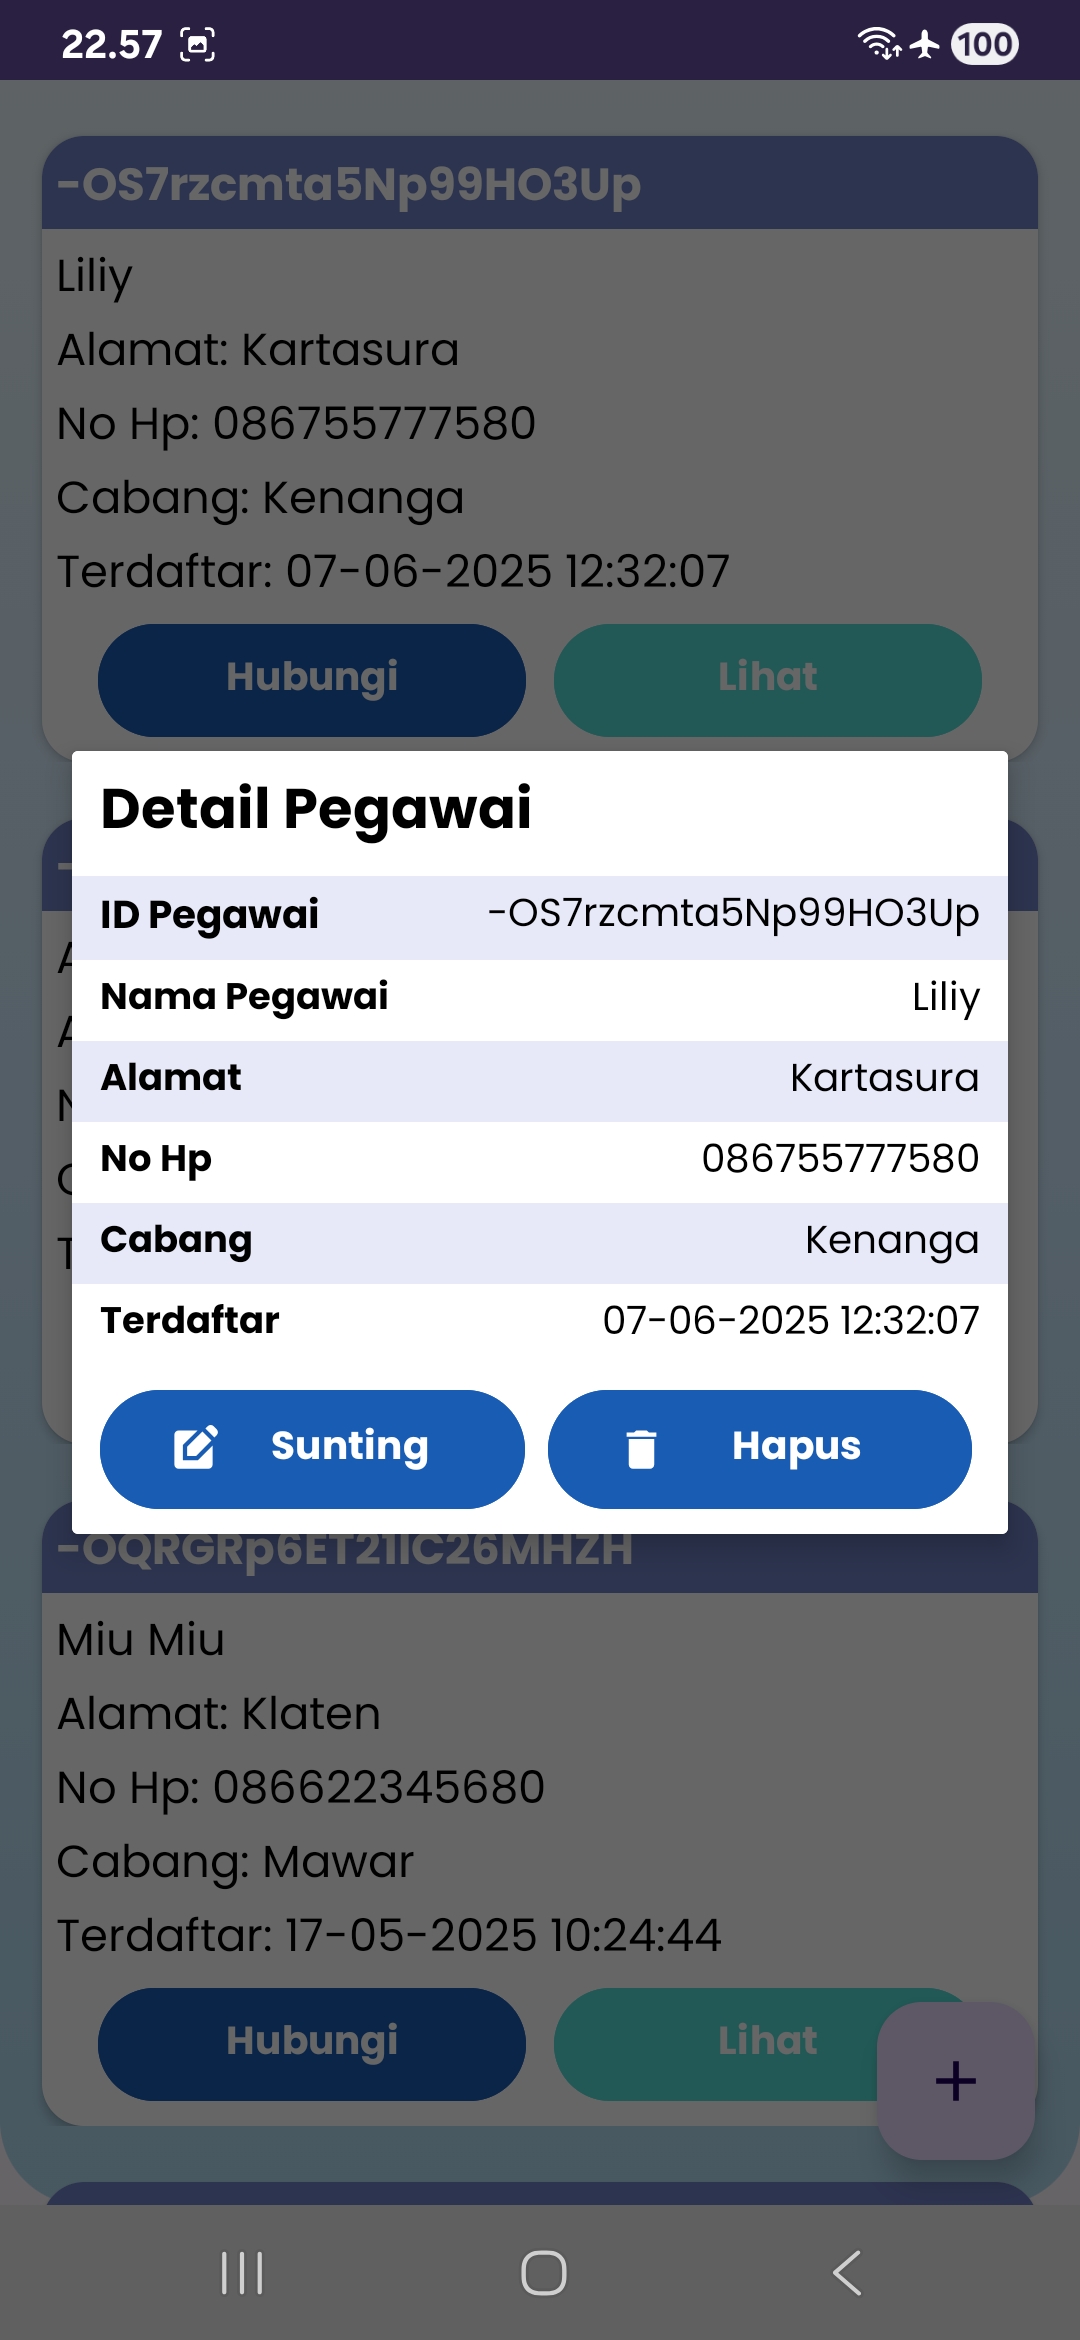 22.57
100
-OS7rzcmta5Np99HO3Up
Liliy
Alamat: Kartasura
No Hp: 086755777580
Cabang: Kenanga
Terdaftar: 07-06-2025 12:32:07
Hubungi Lihat
Detail Pegawai
ID Pegawai -OS7rzcmta5Np99HO3Up
Nama Pegawai Liliy
Alamat Kartasura
No Hp 086755777580
Cabang Kenanga
Terdaftar 07-06-2025 12:32:07
Sunting Hapus
Miu Miu
Alamat: Klaten
No Hp: 086622345680
Cabang: Mawar
Terdaftar: 17-05-2025 10:24:44
Hubungi Lihat
+